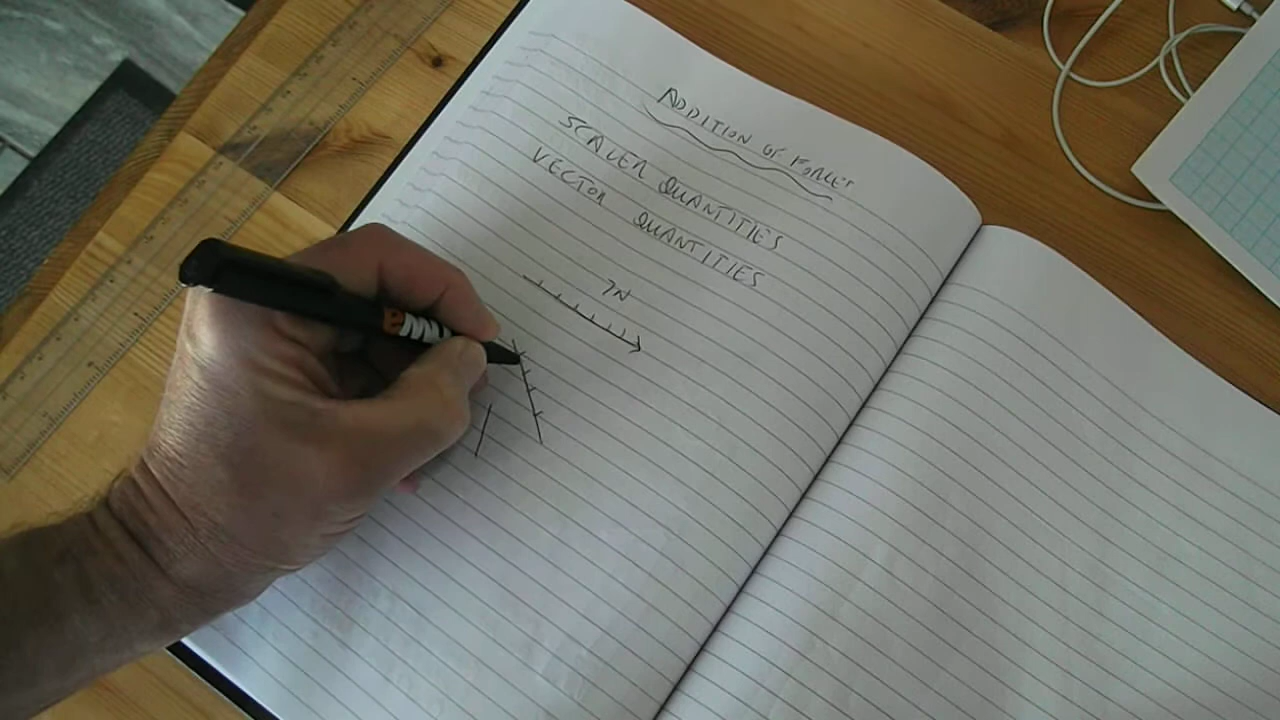 ADDITION OF FORCES
SCALER QUANTITIES
VECTOR QUANTITIES
7N